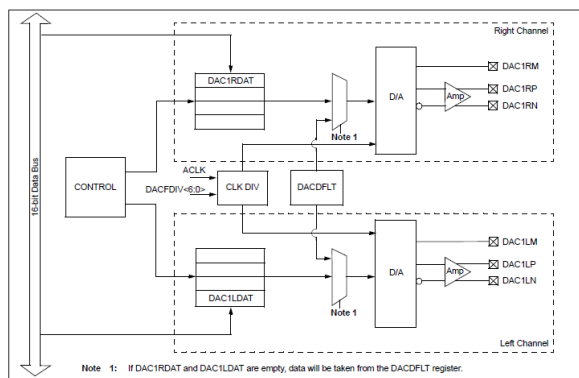 Right Channel
DAC1RDAT
D/A
DAC1RM
DAC1RP
Amp
DAC1RN
Note 1
16-bit Data Bus
CONTROL
ACLK
DACFDIV<6:0>
CLK DIV
DACDFLT
DAC1LDAT
Note 1
D/A
DAC1LM
DAC1LP
Amp
DAC1LN
Left Channel
Note 1: If DAC1RDAT and DAC1LDAT are empty, data will be taken from the DACDFLT register.